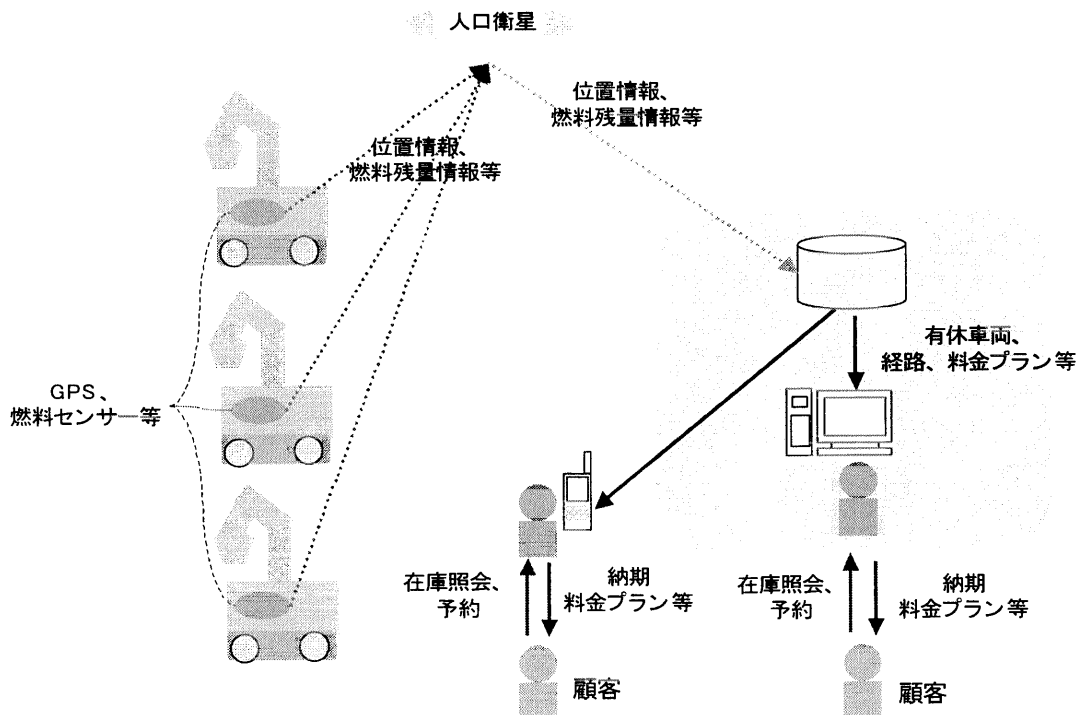 人口衛星
位置情報、
燃料残量情報等
位置情報、
燃料残量情報等
有休車両、
経路、料金プラン等
GPS、
燃料センサー等
在庫照会、
予約
納期
料金プラン等
在庫照会、
予約
納期
料金プラン等
顧客
顧客